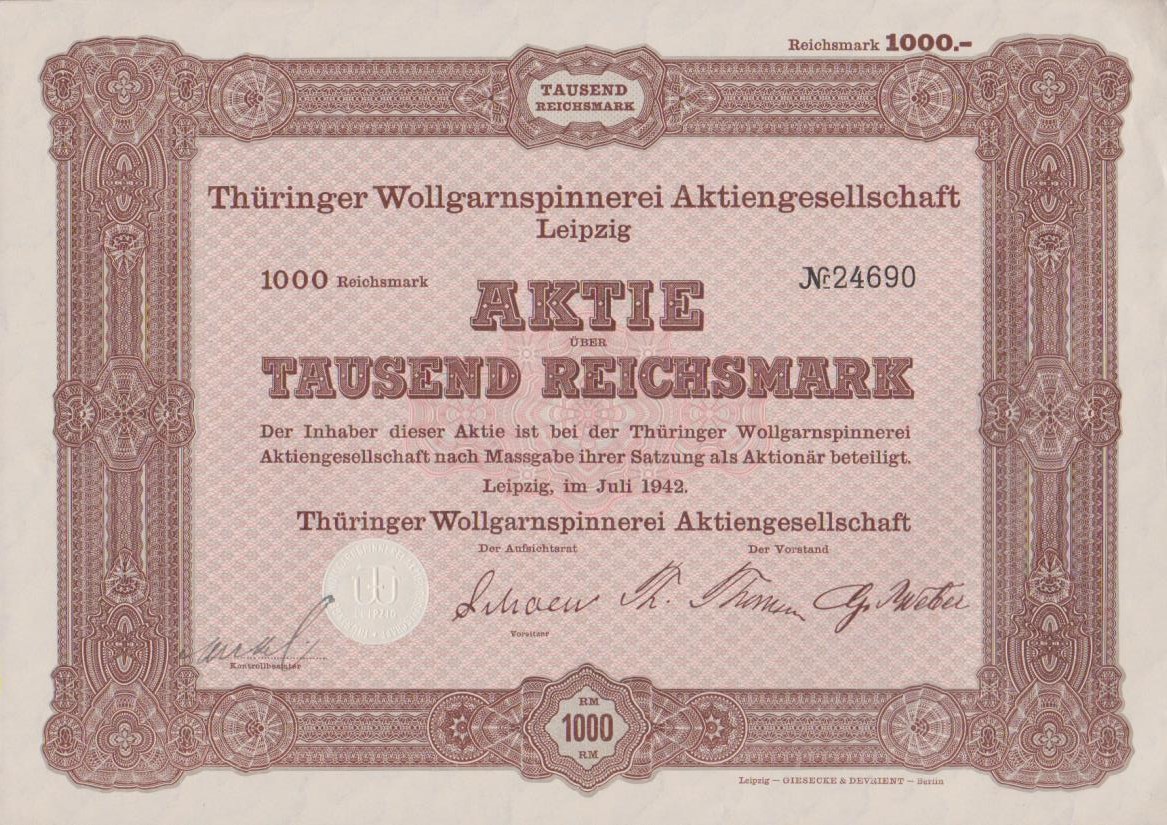 Reichsmark 1000.-
TAUSEND
REICHSMARK
Thüringer Wollgarnspinnerei Aktiengesellschaft
Leipzig
1000 Reichsmark
Nr. 24690
AKTIE
ÜBER
TAUSEND REICHSMARK
Der Inhaber dieser Aktie ist bei der Thüringer Wollgarnspinnerei
Aktiengesellschaft nach Massgabe ihrer Satzung als Aktionär beteiligt.
Leipzig, im Juli 1942.
Thüringer Wollgarnspinnerei Aktiengesellschaft
Der Aufsichtsrat
Der Vorstand
Vorsitzer
Kontrollbeamter
LEIPZIG
RM
1000
RM
Leipzig — GIESECKE & DEVRIENT — Berlin